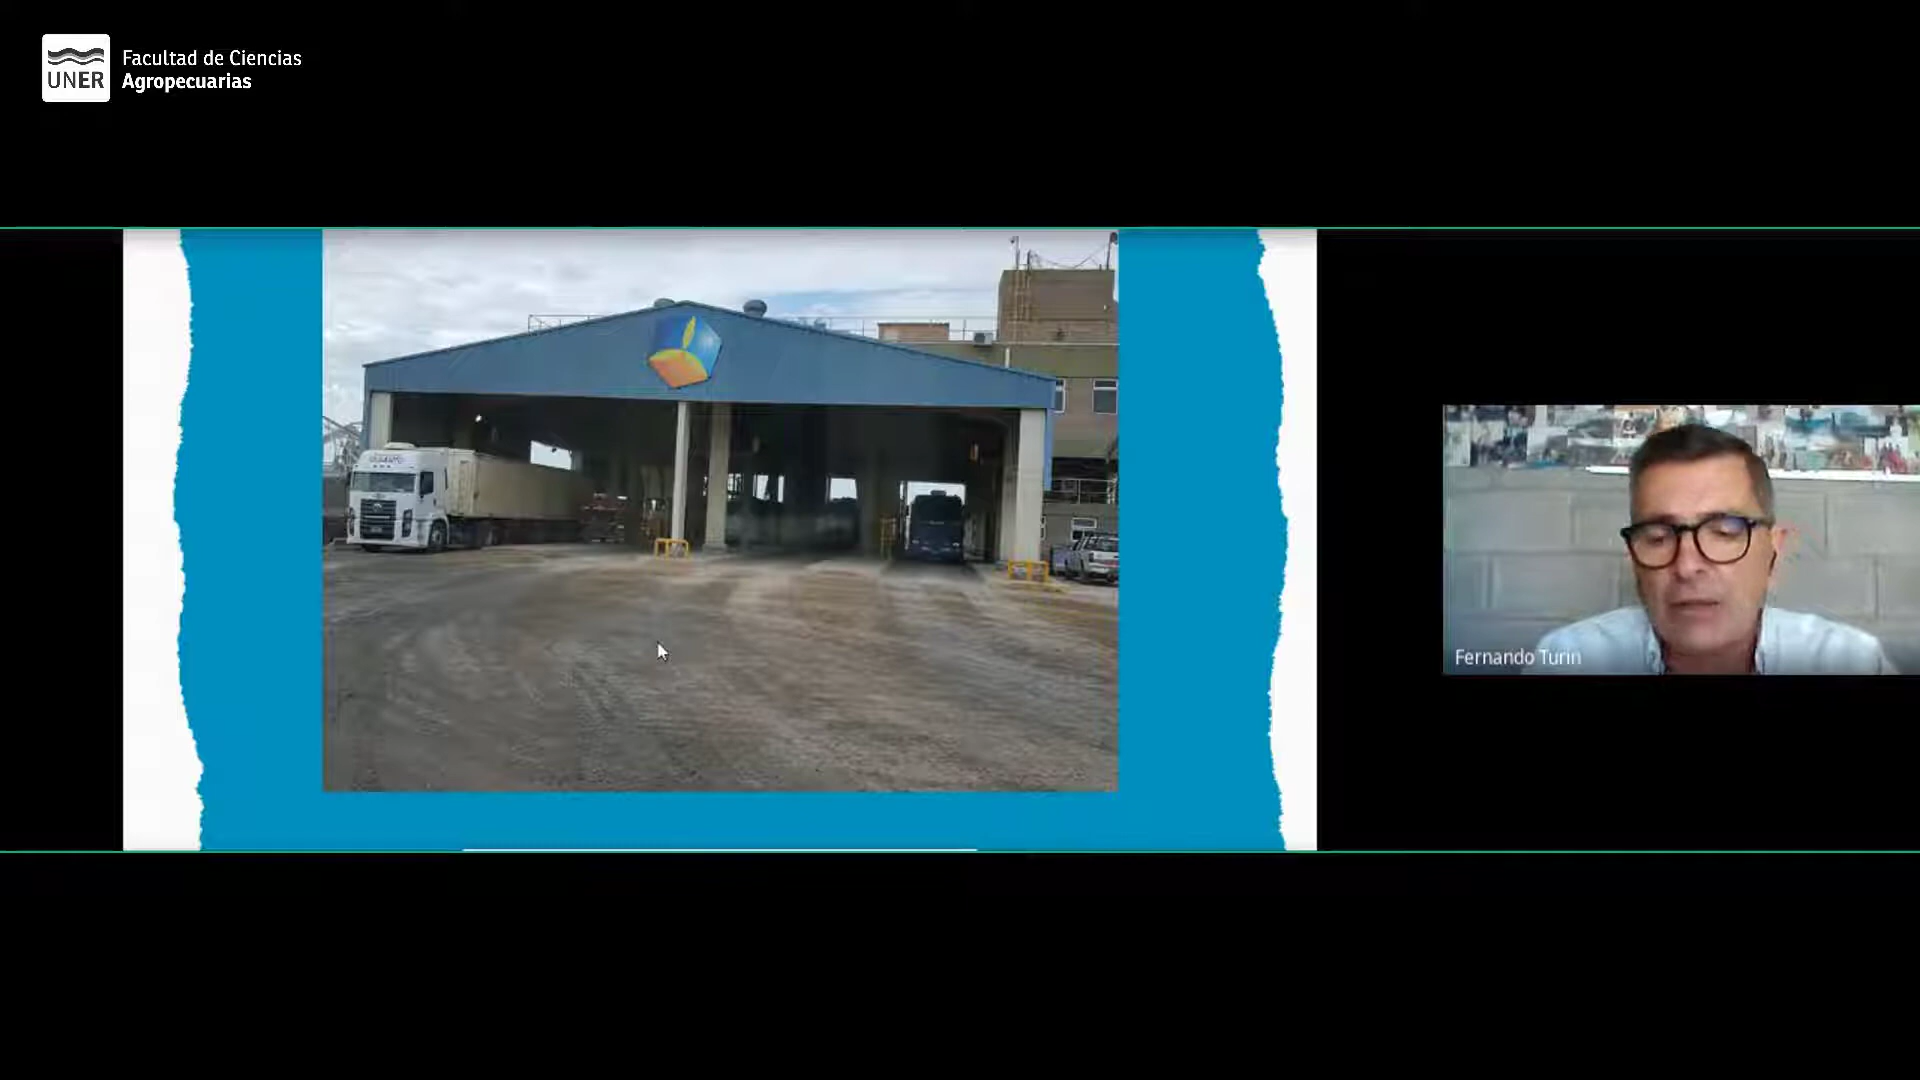 UNER
Facultad de Ciencias
Agropecuarias
Fernando Turin